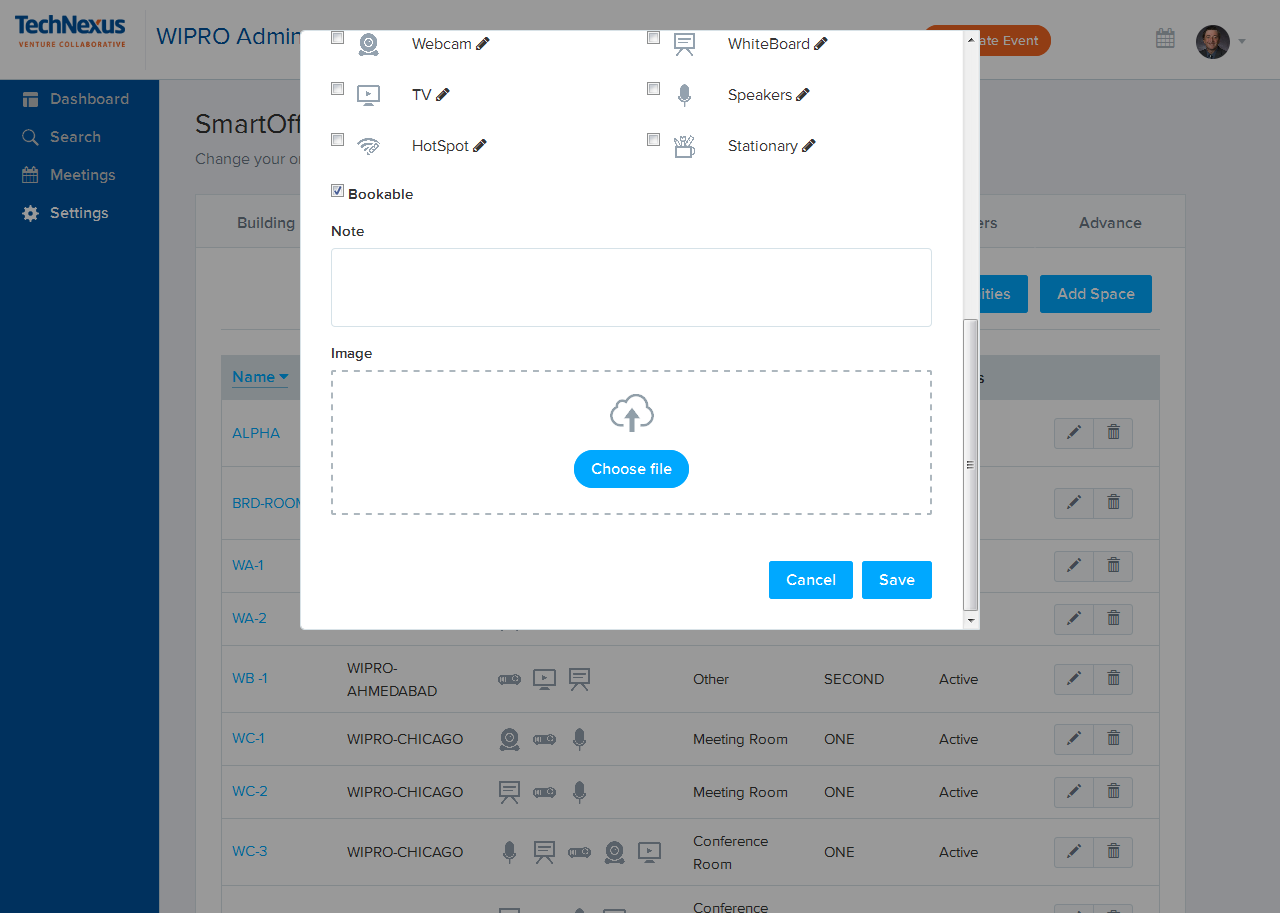 TechNexus
VENTURE COLLABORATIVE
WIPRO Admin
ate Event
Dashboard
Search
Meetings
Settings
SmartOff
Change your or
Webcam
WhiteBoard
TV
Speakers
HotSpot
Stationary
Bookable
Note
Image
Choose file
Cancel
Save
Building
ers
Advance
ities
Add Space
Name
s
ALPHA
BRD-ROOM
WA-1
WA-2
WB -1
WIPRO-
AHMEDABAD
Other
SECOND
Active
WC-1
WIPRO-CHICAGO
Meeting Room
ONE
Active
WC-2
WIPRO-CHICAGO
Meeting Room
ONE
Active
WC-3
WIPRO-CHICAGO
Conference
Room
ONE
Active
Conference